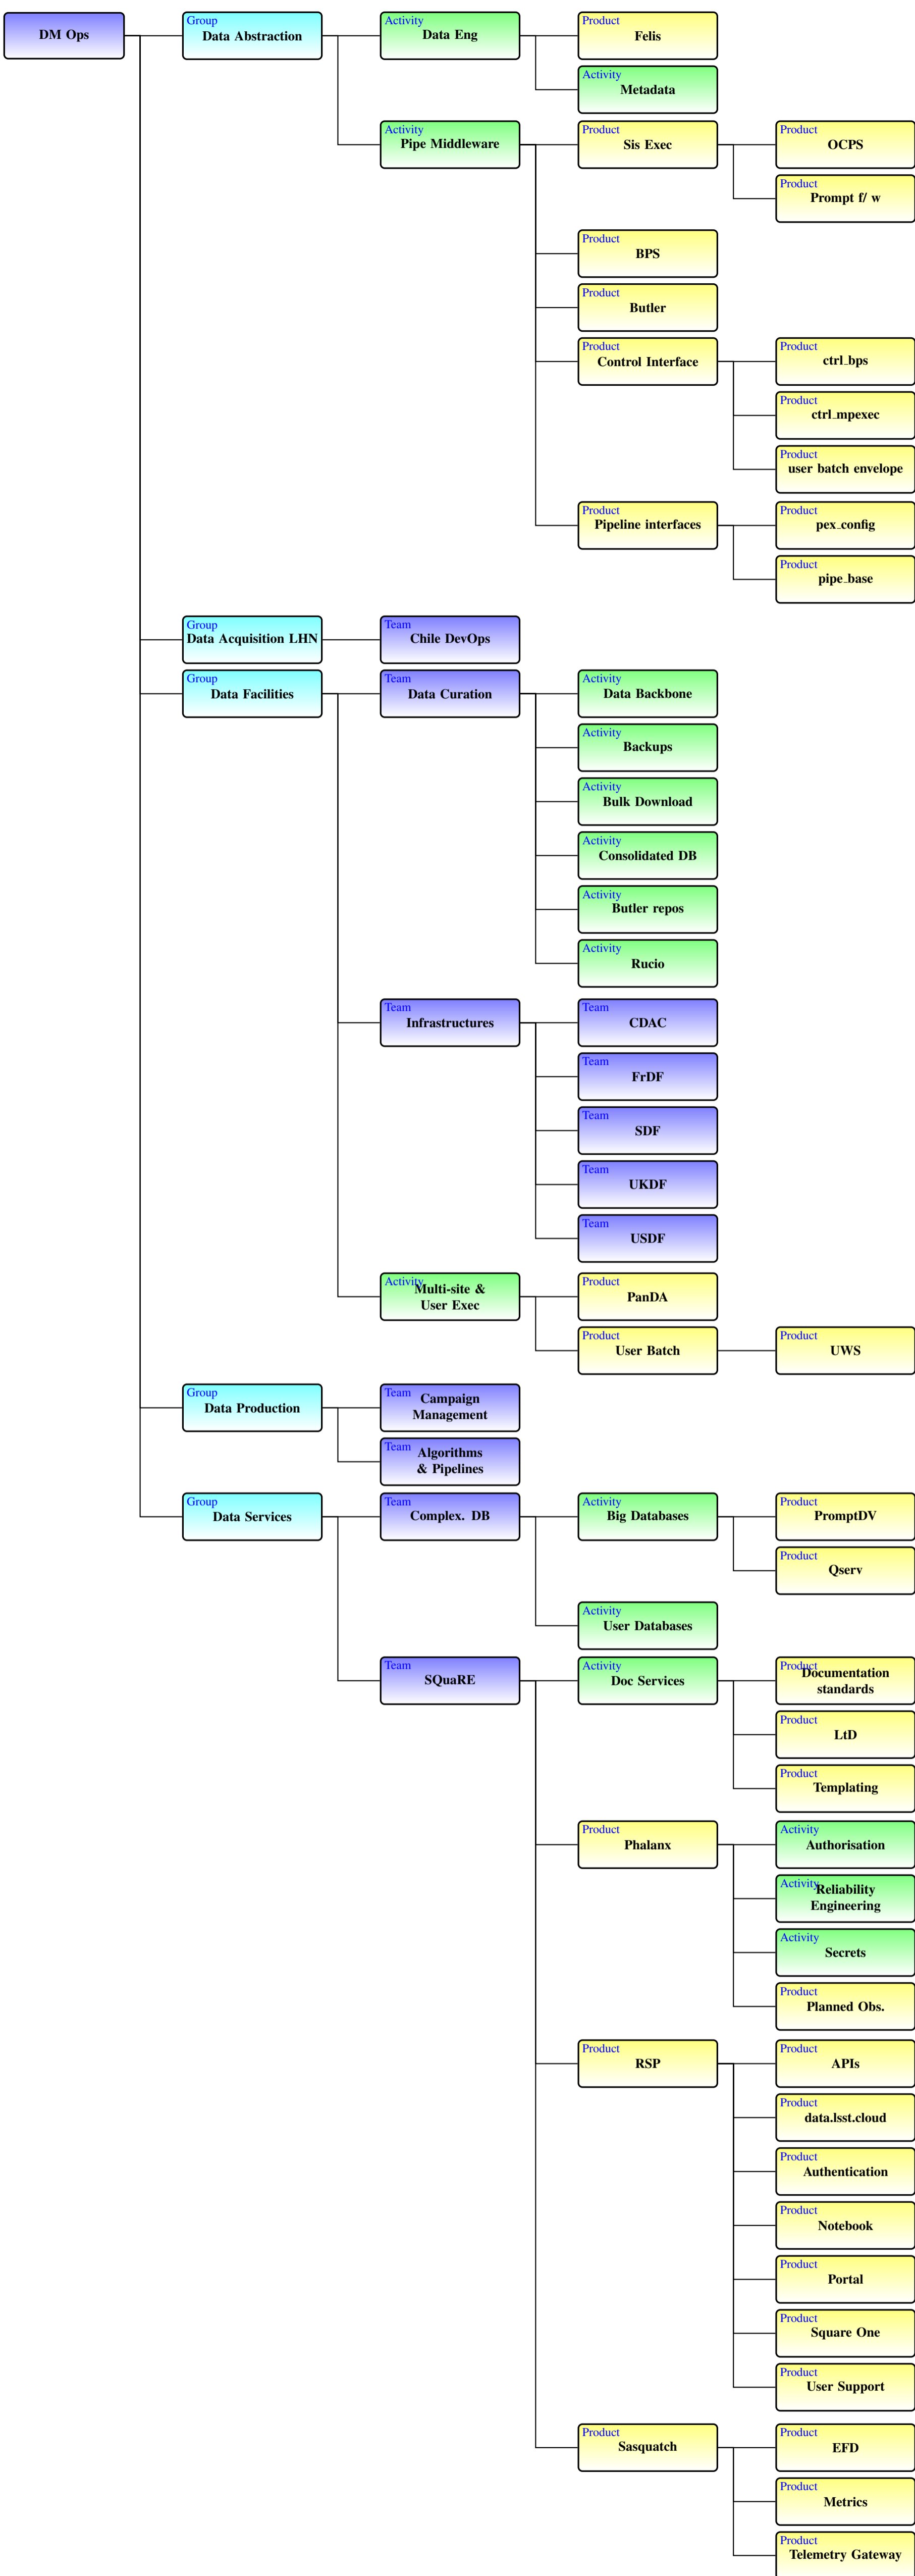 DM Ops
Group
Data Abstraction
Activity
Data Eng
Product
Felis
Activity
Metadata
Activity
Pipe Middleware
Product
Sis Exec
Product
OCPS
Product
Prompt f/ w
Product
BPS
Product
Butler
Product
Control Interface
Product
ctrl_bps
Product
ctrl_mpexec
Product
user batch envelope
Product
Pipeline interfaces
Product
pex_config
Product
pipe_base
Group
Data Acquisition LHN
Team
Chile DevOps
Group
Data Facilities
Team
Data Curation
Activity
Data Backbone
Activity
Backups
Activity
Bulk Download
Activity
Consolidated DB
Activity
Butler repos
Activity
Rucio
Team
Infrastructures
Team
CDAC
Team
FrDF
Team
SDF
Team
UKDF
Team
USDF
Activity
Multi-site &
User Exec
Product
PanDA
Product
User Batch
Product
UWS
Group
Data Production
Team
Campaign
Management
Team
Algorithms
& Pipelines
Group
Data Services
Team
Complex. DB
Activity
Big Databases
Product
PromptDV
Product
Qserv
Activity
User Databases
Team
SQuaRE
Activity
Doc Services
Product
Documentation
standards
Product
LtD
Product
Templating
Product
Phalanx
Activity
Authorisation
Activity
Reliability
Engineering
Activity
Secrets
Product
Planned Obs.
Product
RSP
Product
APIs
Product
data.lsst.cloud
Product
Authentication
Product
Notebook
Product
Portal
Product
Square One
Product
User Support
Product
Sasquatch
Product
EFD
Product
Metrics
Product
Telemetry Gateway